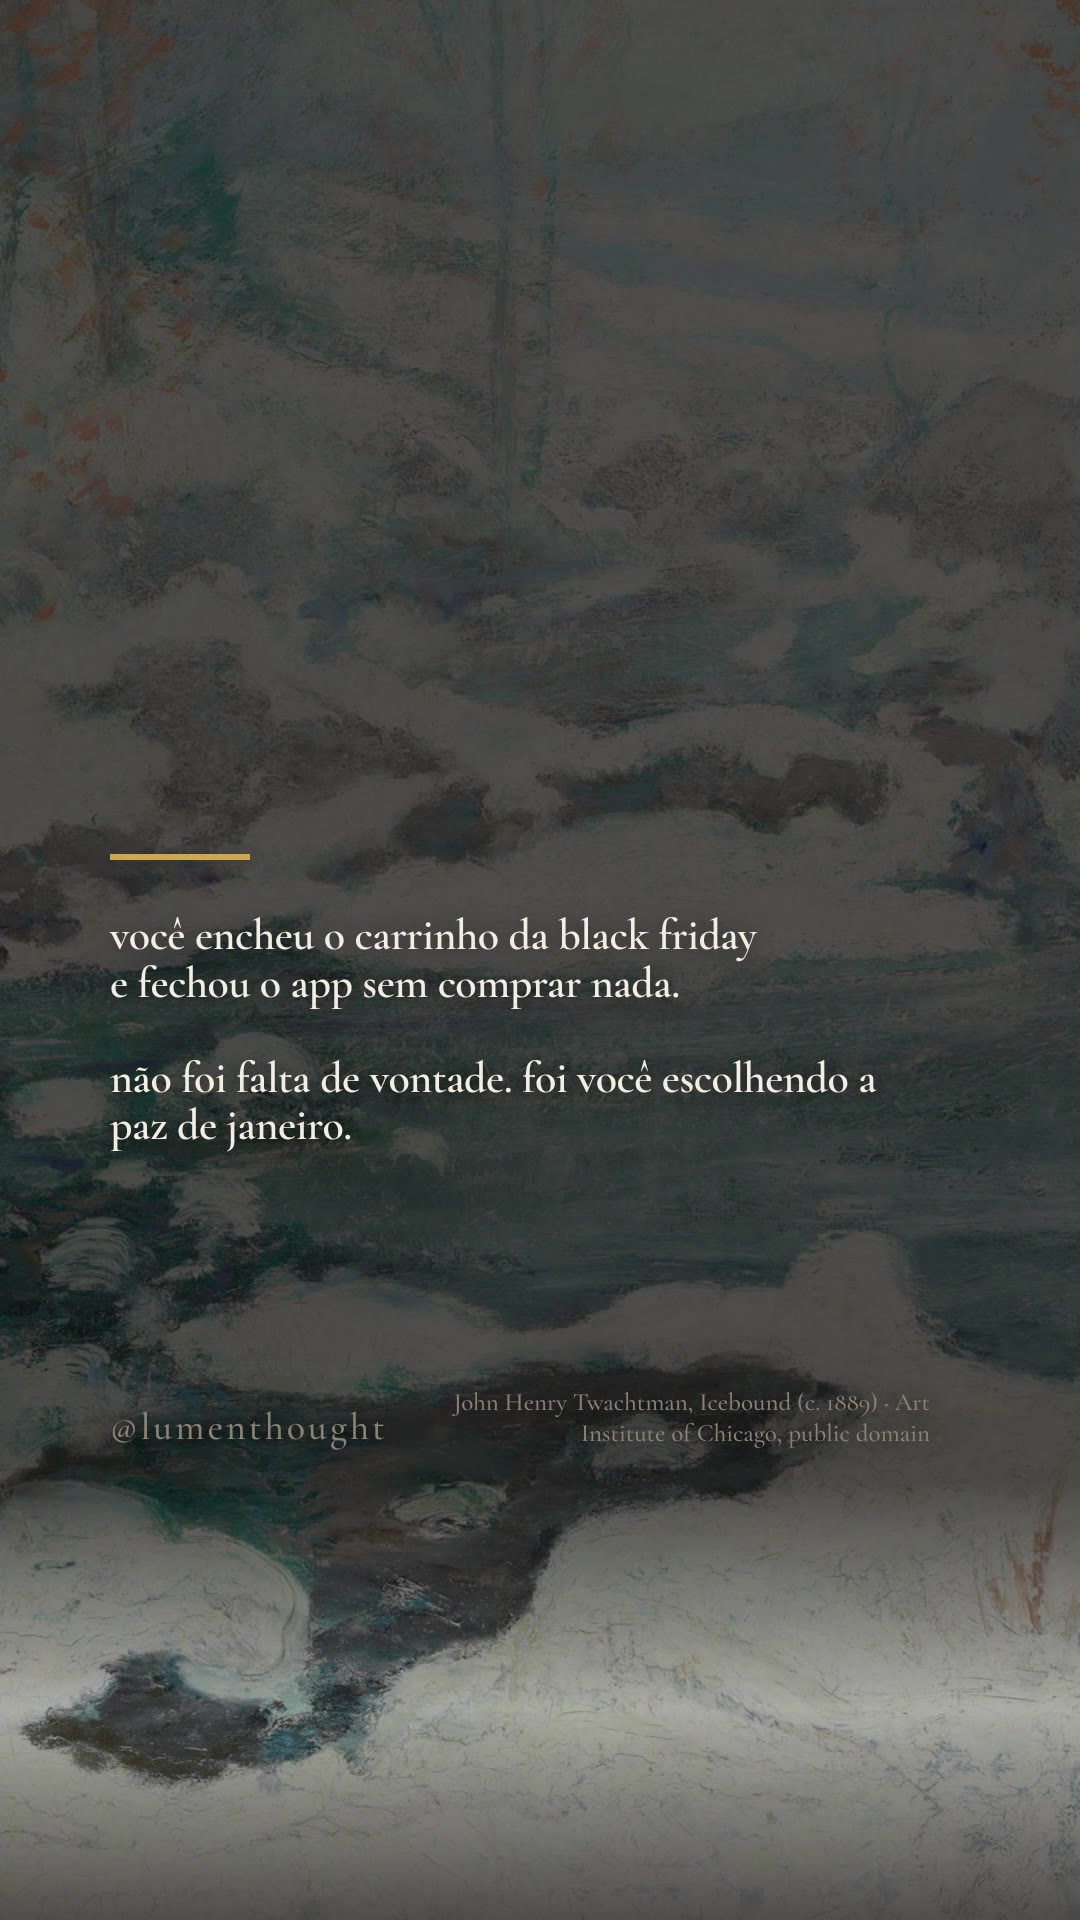 você encheu o carrinho da black friday
e fechou o app sem comprar nada.
não foi falta de vontade. foi você escolhendo a
paz de janeiro.
@lumenthought
John Henry Twachtman, Icebound (c. 1889) · Art
Institute of Chicago, public domain